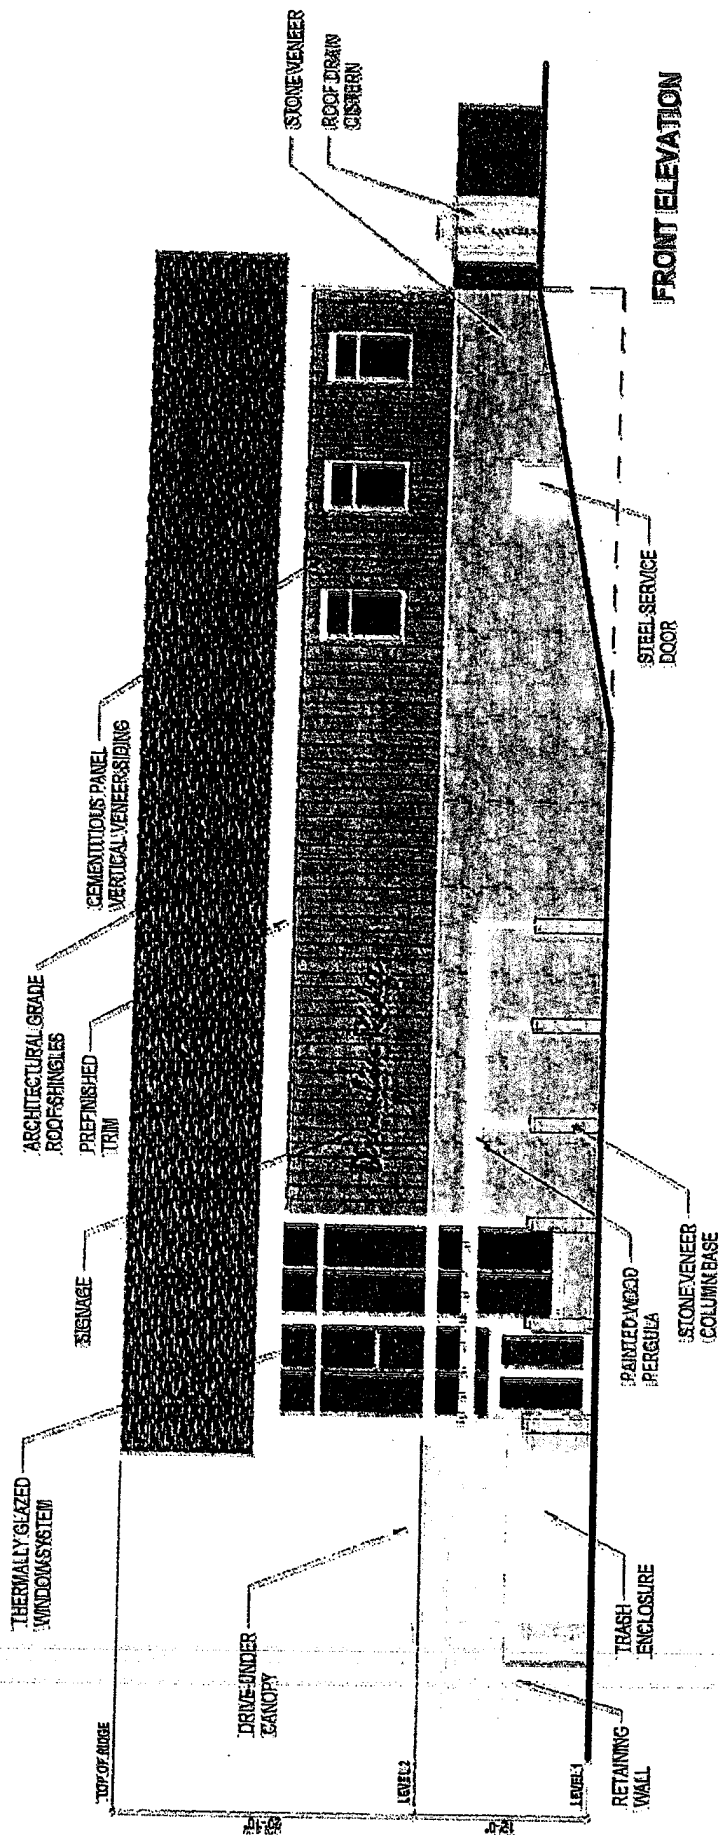 THERMALLY GLAZED
WINDOW SYSTEM
SIGNAGE
ARCHITECTURAL GRADE
ROOF SHINGLES
PREFINISHED
TRIM
CEMENTITIOUS PANEL
VERTICAL VENEER SIDING
STONE VENEER
ROOF DRAIN
CISTERN
DRIVE-UNDER
CANOPY
TOP OF RIDGE
LEVEL 2
12'-0"
LEVEL 1
RETAINING
WALL
TRASH
ENCLOSURE
PAINTED WOOD
PERGULA
STONE VENEER
COLUMN BASE
STEEL SERVICE
DOOR
FRONT ELEVATION